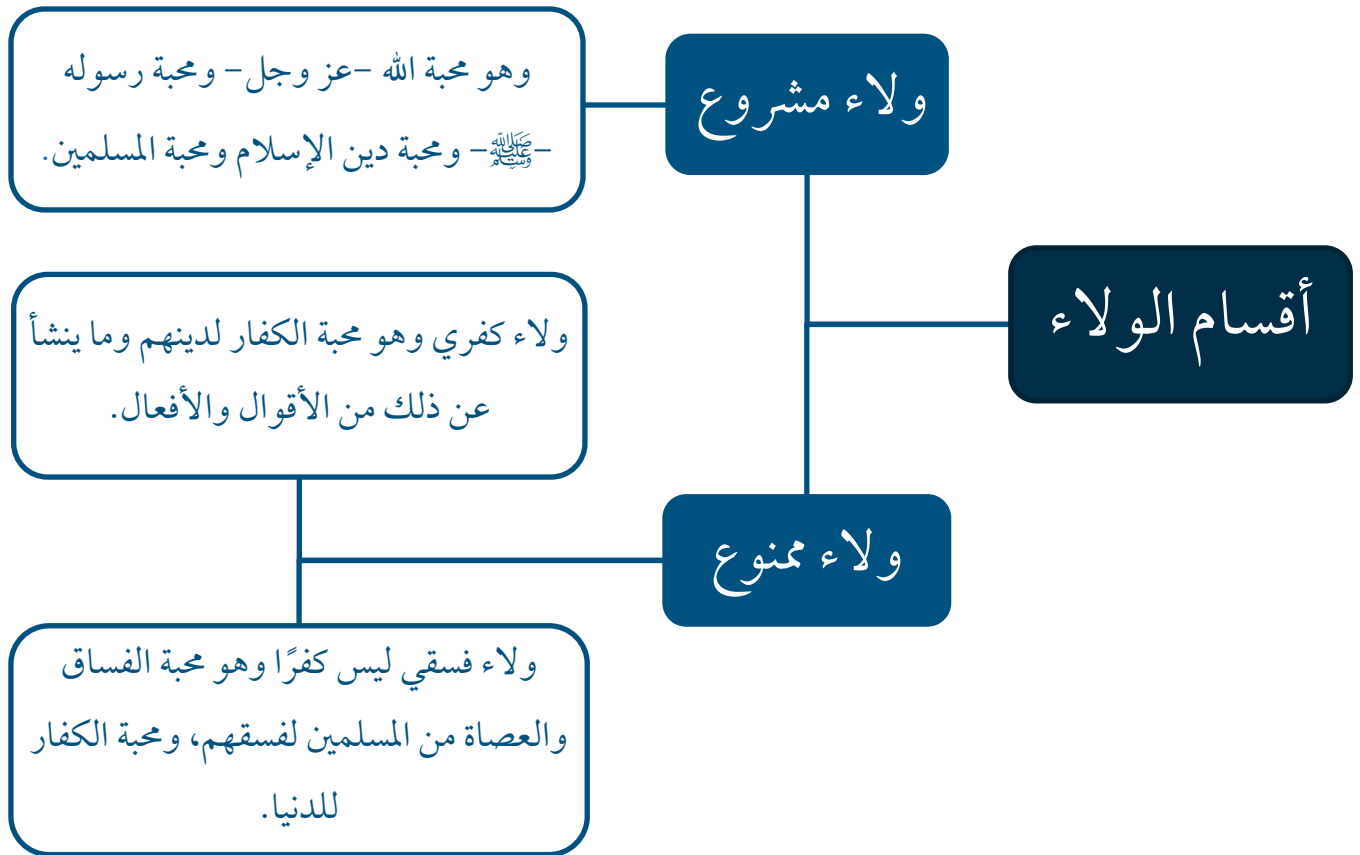 أقسام الولاء
ولاء مشروع
وهو محبة الله –عز وجل– ومحبة رسوله
–ﷺ– ومحبة دين الإسلام ومحبة المسلمين.
ولاء ممنوع
ولاء كفري وهو محبة الكفار لدينهم وما ينشأ
عن ذلك من الأقوال والأفعال.
ولاء فسقي ليس كفرًا وهو محبة الفساق
والعصاة من المسلمين لفسقهم، ومحبة الكفار
للدنيا.